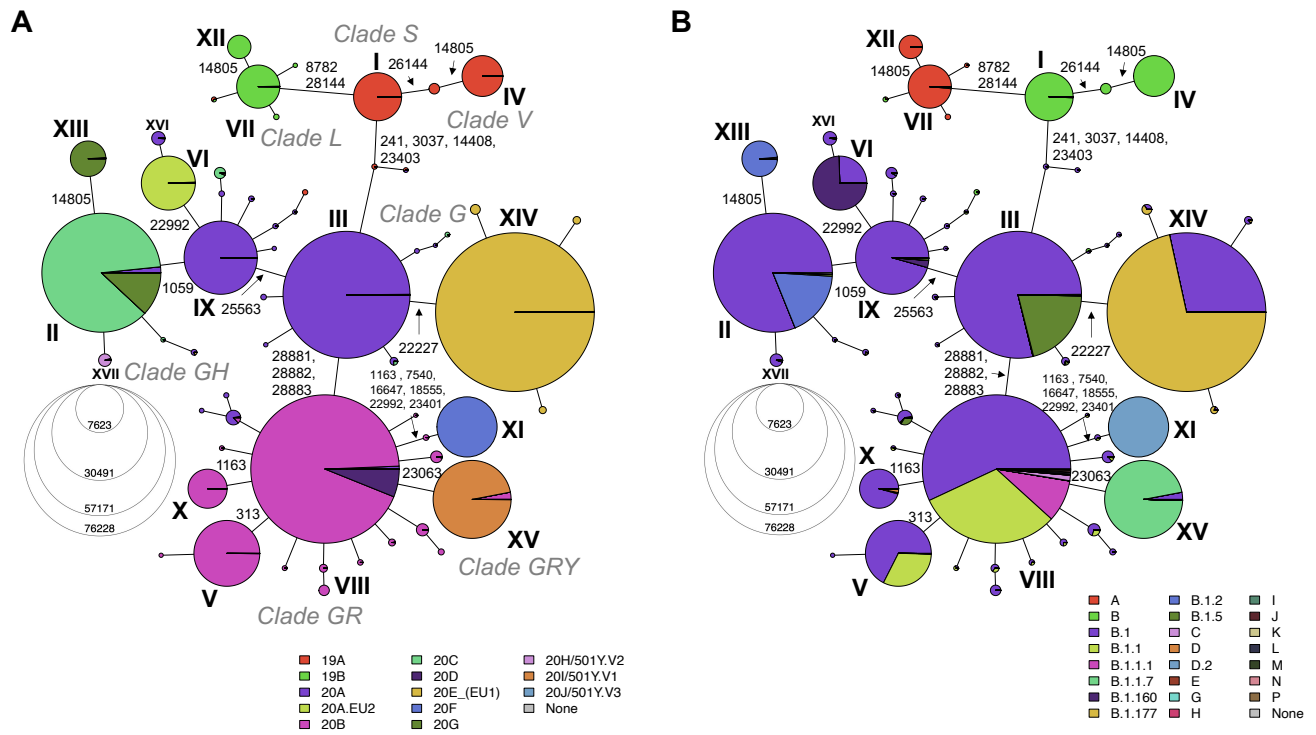 A
XII
Clade S
14805
I
14805
26144
8782
28144
IV
VII
Clade L
Clade V
XIII
XVI
VI
241, 3037, 14408,
23403
14805
22992
III
Clade G
XIV
1059
IX
25563
II
22227
XVII
Clade GH
28881,
28882,
28883
1163 , 7540,
16647, 18555,
22992, 23401
7623
30491
57171
76228
XI
1163
23063
X
313
XV
Clade GRY
V
VIII
Clade GR
19A
19B
20A
20A.EU2
20B
20C
20D
20E_(EU1)
20F
20G
20H/501Y.V2
20I/501Y.V1
20J/501Y.V3
None
B
XII
14805
I
14805
26144
8782
28144
IV
VII
XIII
XVI
VI
241, 3037, 14408,
23403
14805
22992
III
XIV
1059
IX
25563
II
22227
XVII
28881,
28882,
28883
1163 , 7540,
16647, 18555,
22992, 23401
7623
30491
57171
76228
XI
X
1163
23063
313
XV
V
VIII
A
B
B.1
B.1.1
B.1.1.1
B.1.1.7
B.1.160
B.1.177
B.1.2
B.1.5
C
D
D.2
E
G
H
I
J
K
L
M
N
P
None